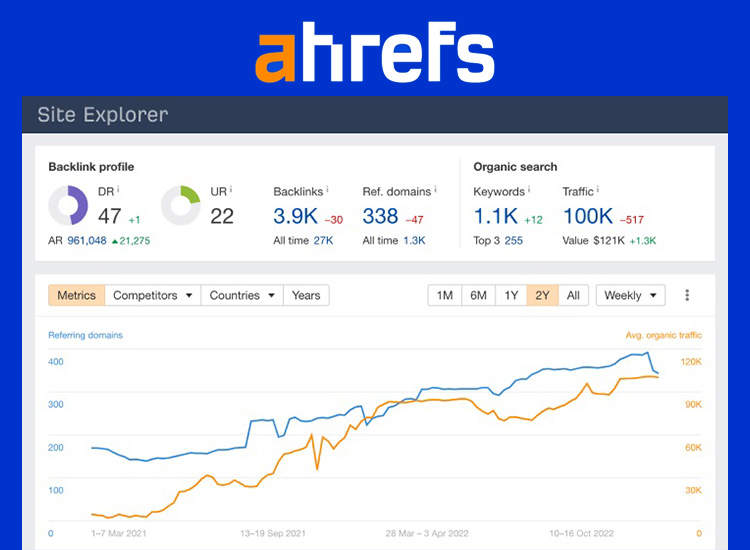 ahrefs
Site Explorer
Backlink profile
DR i
47 +1
AR 961,048 ▲21,275
UR i
22
Backlinks i
3.9K –30
All time 27K
Ref. domains i
338 –47
All time 1.3K
Organic search
Keywords i
1.1K +12
Top 3 255
Traffic i
100K –517
Value $121K +1.3K
Metrics Competitors ▼ Countries ▼ Years
1M 6M 1Y 2Y All Weekly ▼
Referring domains Avg. organic traffic
400 120K
300 90K
200 60K
100 30K
0 1–7 Mar 2021 13–19 Sep 2021 28 Mar – 3 Apr 2022 10–16 Oct 2022 0